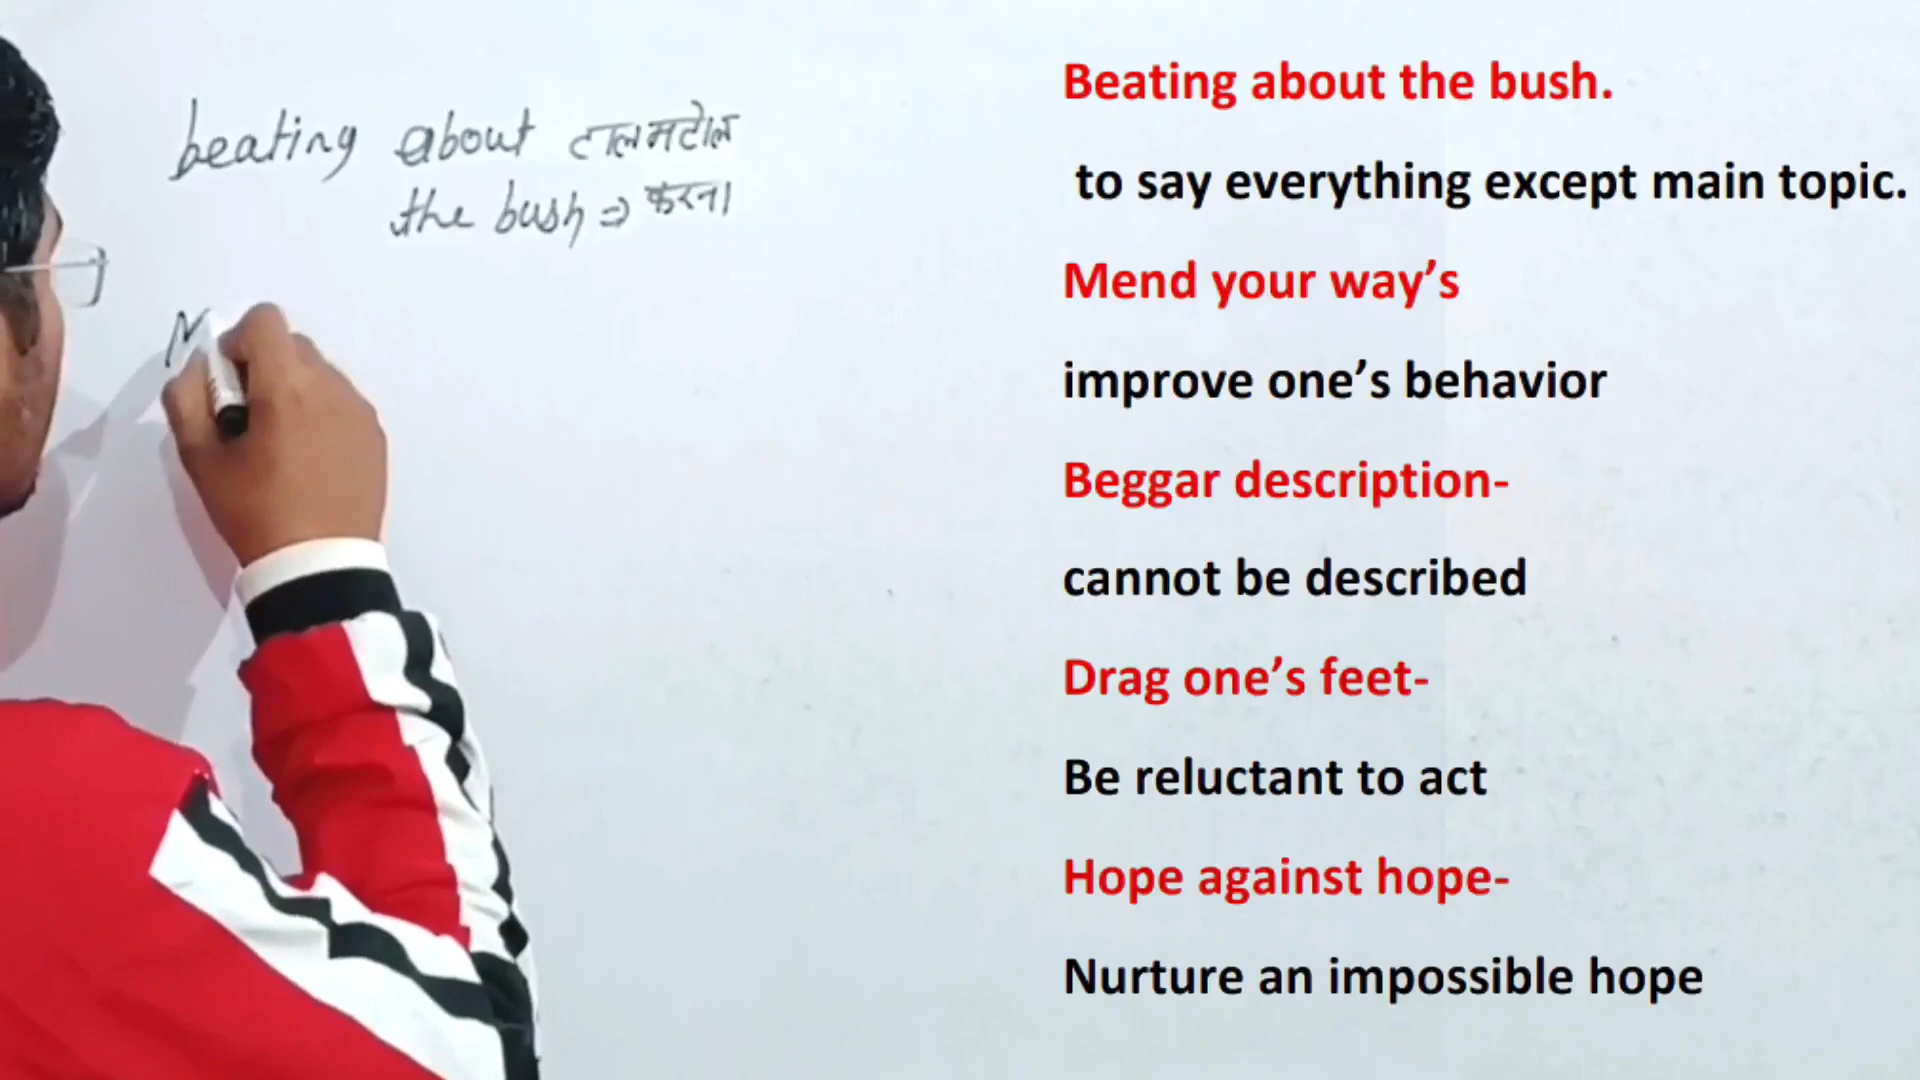 beating about टालमटोल
the bush ⇒ करना।
Beating about the bush.
to say everything except main topic.
Mend your way’s
improve one’s behavior
Beggar description-
cannot be described
Drag one’s feet-
Be reluctant to act
Hope against hope-
Nurture an impossible hope